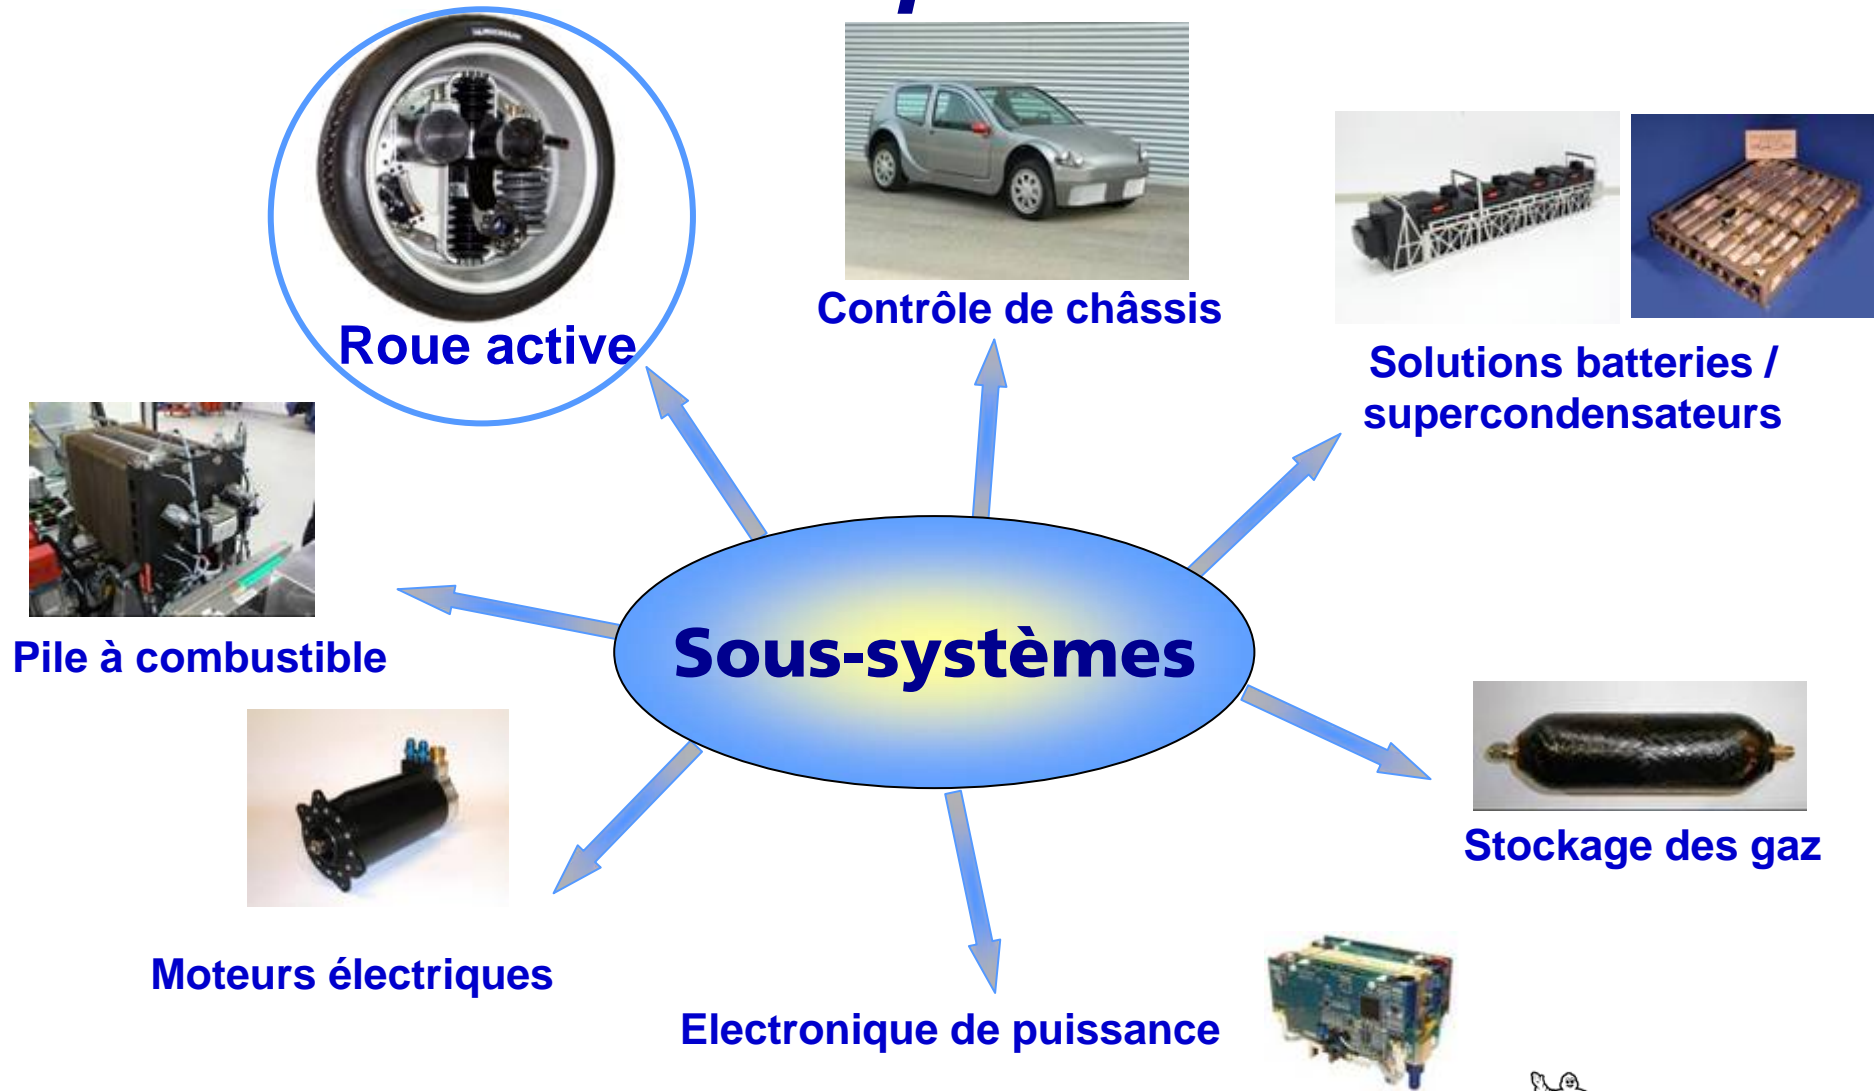 Roue active
Contrôle de châssis
Solutions batteries /
supercondensateurs
Pile à combustible
Sous-systèmes
Stockage des gaz
Moteurs électriques
Electronique de puissance